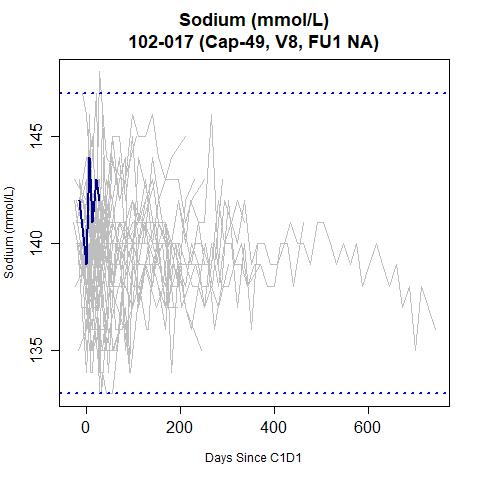 Sodium (mmol/L)
102-017 (Cap-49, V8, FU1 NA)
Sodium (mmol/L)
145
140
135
0 200 400 600
Days Since C1D1